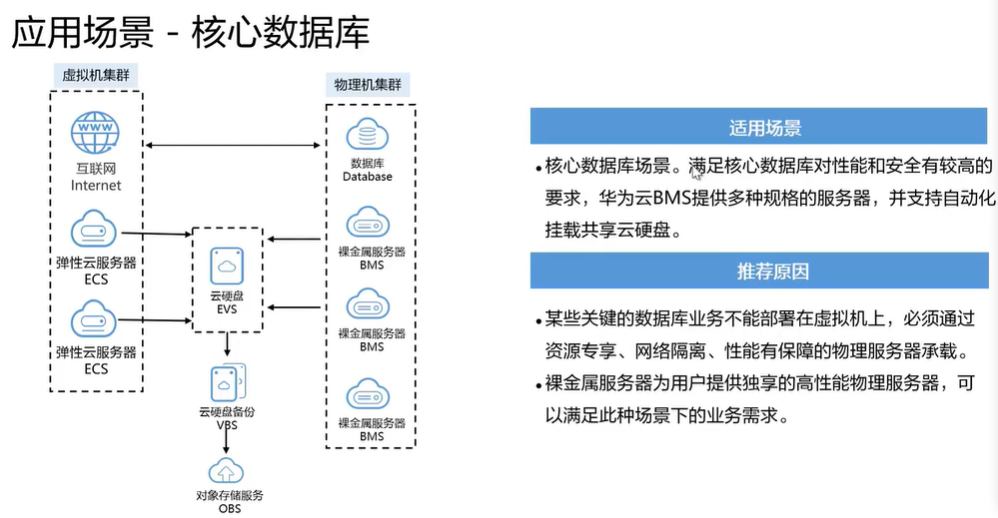 应用场景 - 核心数据库
虚拟机集群
WWW
互联网
Internet
弹性云服务器
ECS
弹性云服务器
ECS
云硬盘
EVS
云硬盘备份
VBS
对象存储服务
OBS
物理机集群
数据库
Database
裸金属服务器
BMS
裸金属服务器
BMS
裸金属服务器
BMS
适用场景
•核心数据库场景。满足核心数据库对性能和安全有较高的
要求，华为云BMS提供多种规格的服务器，并支持自动化
挂载共享云硬盘。
推荐原因
•某些关键的数据库业务不能部署在虚拟机上，必须通过
资源专享、网络隔离、性能有保障的物理服务器承载。
•裸金属服务器为用户提供独享的高性能物理服务器，可
以满足此种场景下的业务需求。